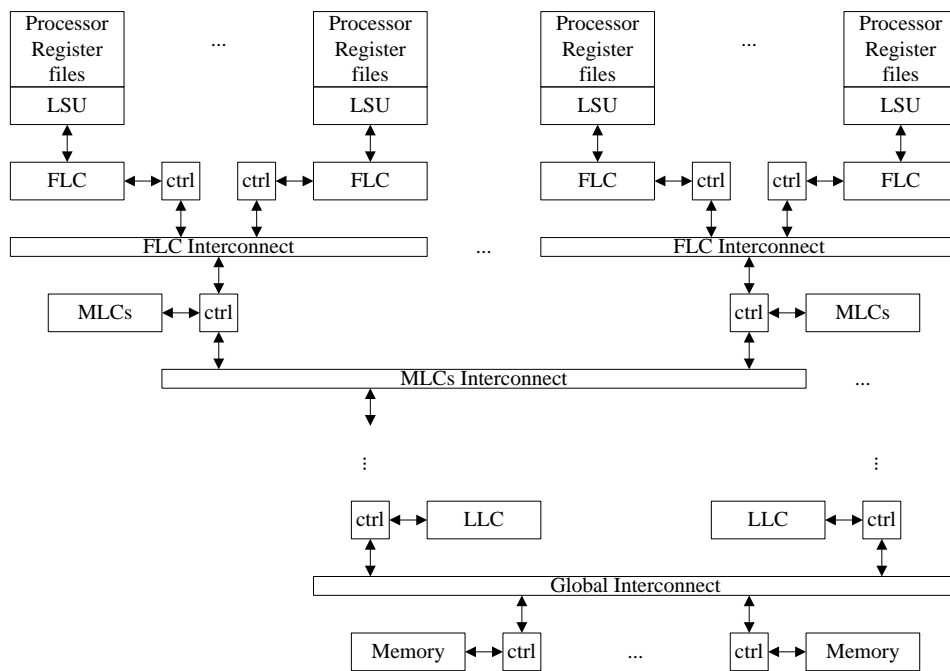 Processor Register files
...
Processor Register files
Processor Register files
...
Processor Register files
LSU
LSU
LSU
LSU
FLC
ctrl
ctrl
FLC
FLC
ctrl
ctrl
FLC
FLC Interconnect
...
FLC Interconnect
MLCs
ctrl
ctrl
MLCs
MLCs Interconnect
...
...
...
ctrl
LLC
LLC
ctrl
Global Interconnect
Memory
ctrl
...
ctrl
Memory